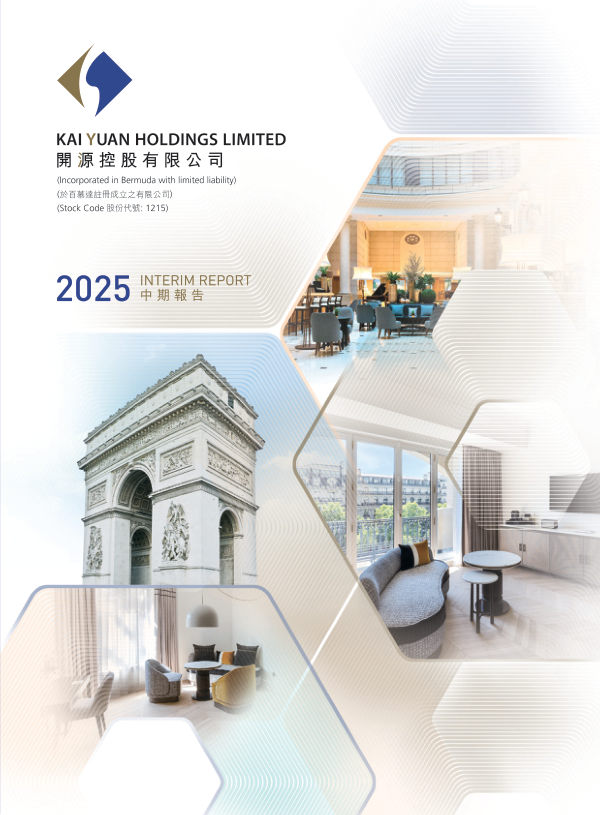 KAI YUAN HOLDINGS LIMITED
開源控股有限公司
(Incorporated in Bermuda with limited liability)
(於百慕達註冊成立之有限公司)
(Stock Code 股份代號: 1215)
2025 INTERIM REPORT
中期報告